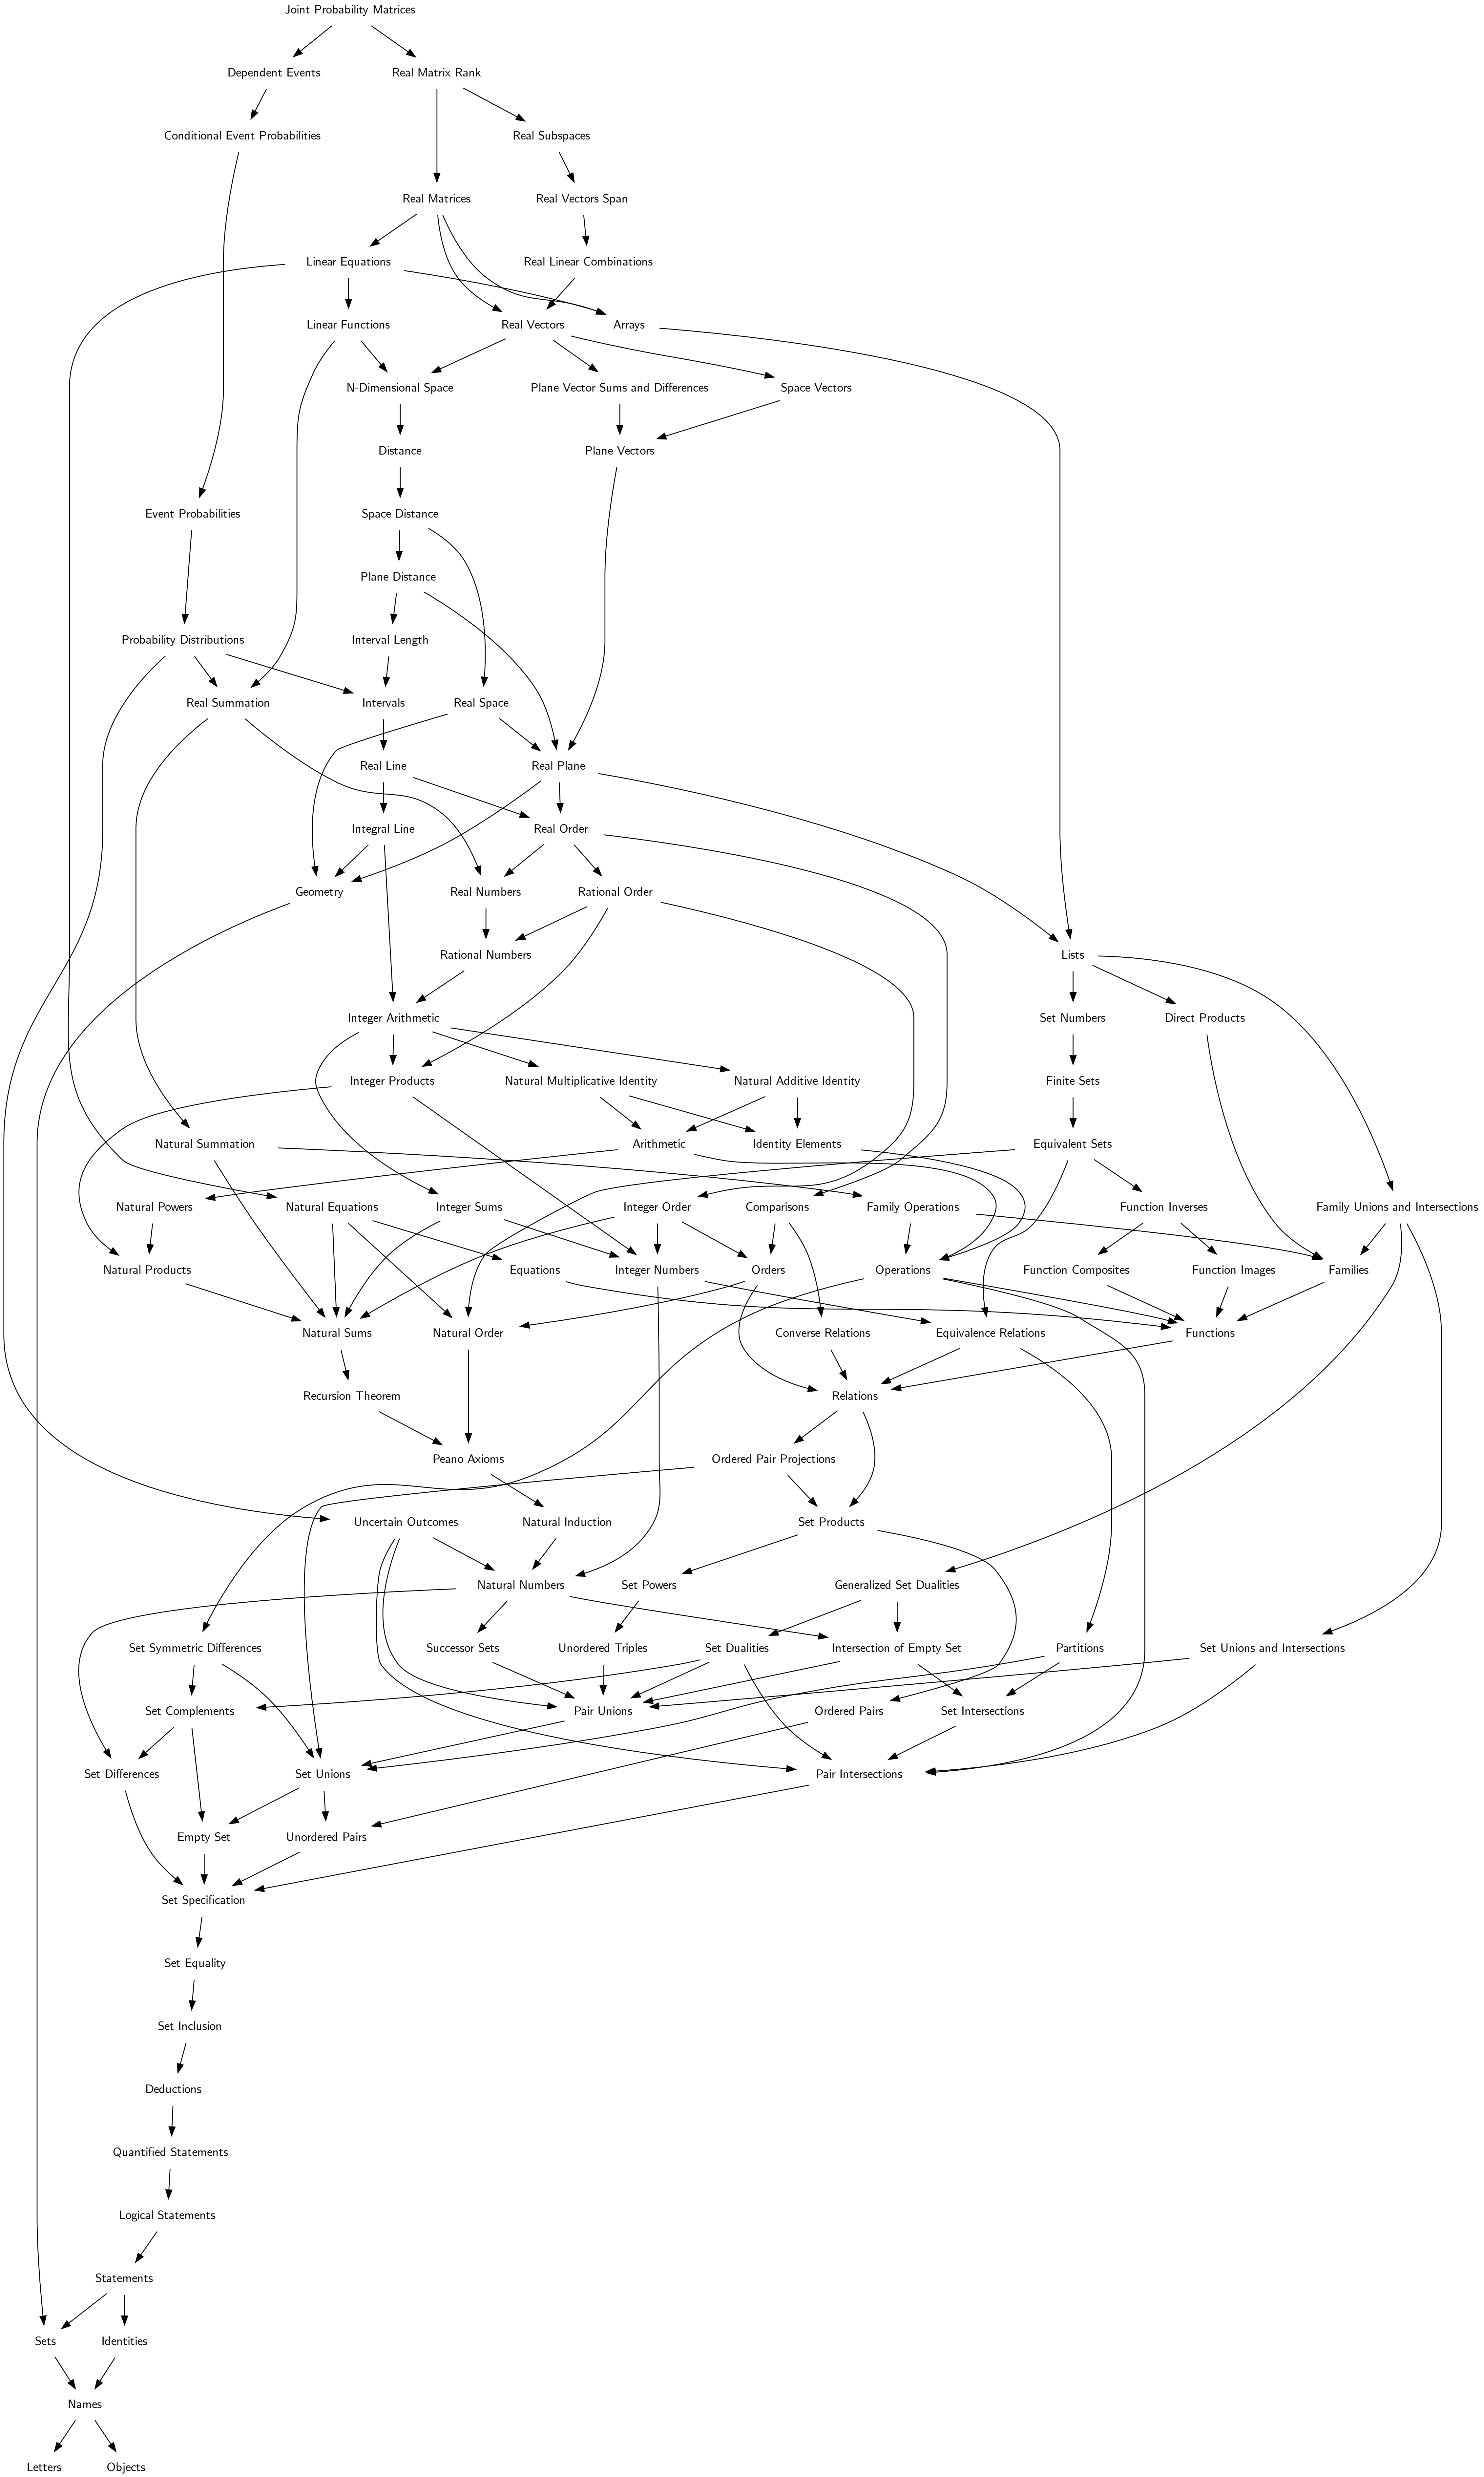 Joint Probability Matrices
Dependent Events
Real Matrix Rank
Conditional Event Probabilities
Real Subspaces
Real Matrices
Real Vectors Span
Linear Equations
Real Linear Combinations
Linear Functions
Real Vectors
Arrays
N-Dimensional Space
Plane Vector Sums and Differences
Space Vectors
Distance
Plane Vectors
Event Probabilities
Space Distance
Plane Distance
Probability Distributions
Interval Length
Real Summation
Intervals
Real Space
Real Line
Real Plane
Integral Line
Real Order
Geometry
Real Numbers
Rational Order
Rational Numbers
Lists
Integer Arithmetic
Set Numbers
Direct Products
Integer Products
Natural Multiplicative Identity
Natural Additive Identity
Finite Sets
Natural Summation
Arithmetic
Identity Elements
Equivalent Sets
Natural Powers
Natural Equations
Integer Sums
Integer Order
Comparisons
Family Operations
Function Inverses
Family Unions and Intersections
Natural Products
Equations
Integer Numbers
Orders
Operations
Function Composites
Function Images
Families
Natural Sums
Natural Order
Converse Relations
Equivalence Relations
Functions
Recursion Theorem
Relations
Peano Axioms
Ordered Pair Projections
Uncertain Outcomes
Natural Induction
Set Products
Natural Numbers
Set Powers
Generalized Set Dualities
Set Symmetric Differences
Successor Sets
Unordered Triples
Set Dualities
Intersection of Empty Set
Partitions
Set Unions and Intersections
Set Complements
Pair Unions
Ordered Pairs
Set Intersections
Set Differences
Set Unions
Pair Intersections
Empty Set
Unordered Pairs
Set Specification
Set Equality
Set Inclusion
Deductions
Quantified Statements
Logical Statements
Statements
Sets
Identities
Names
Letters
Objects